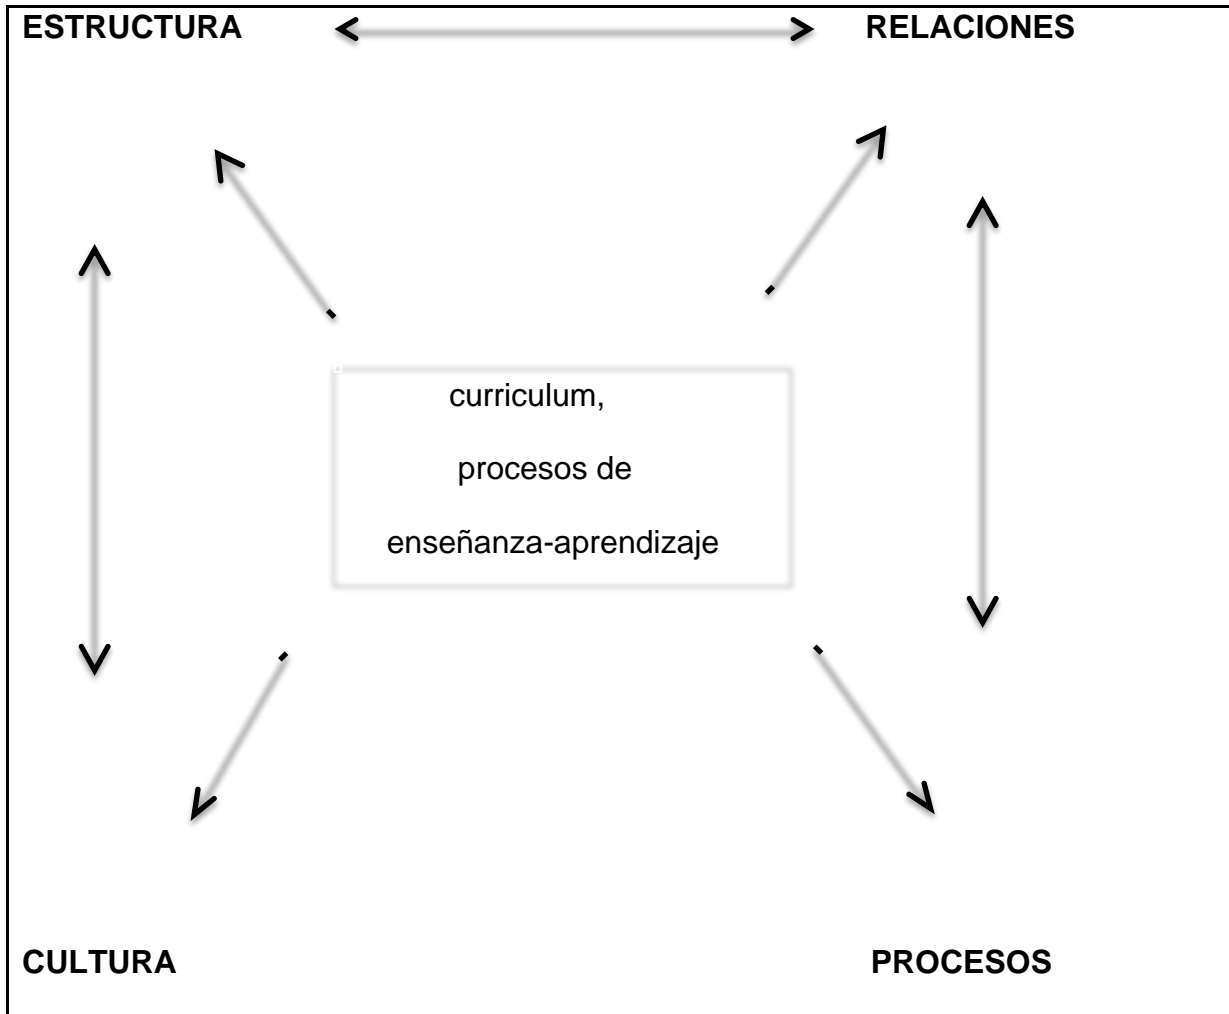 ESTRUCTURA RELACIONES
curriculum,
procesos de
enseñanza-aprendizaje
CULTURA PROCESOS